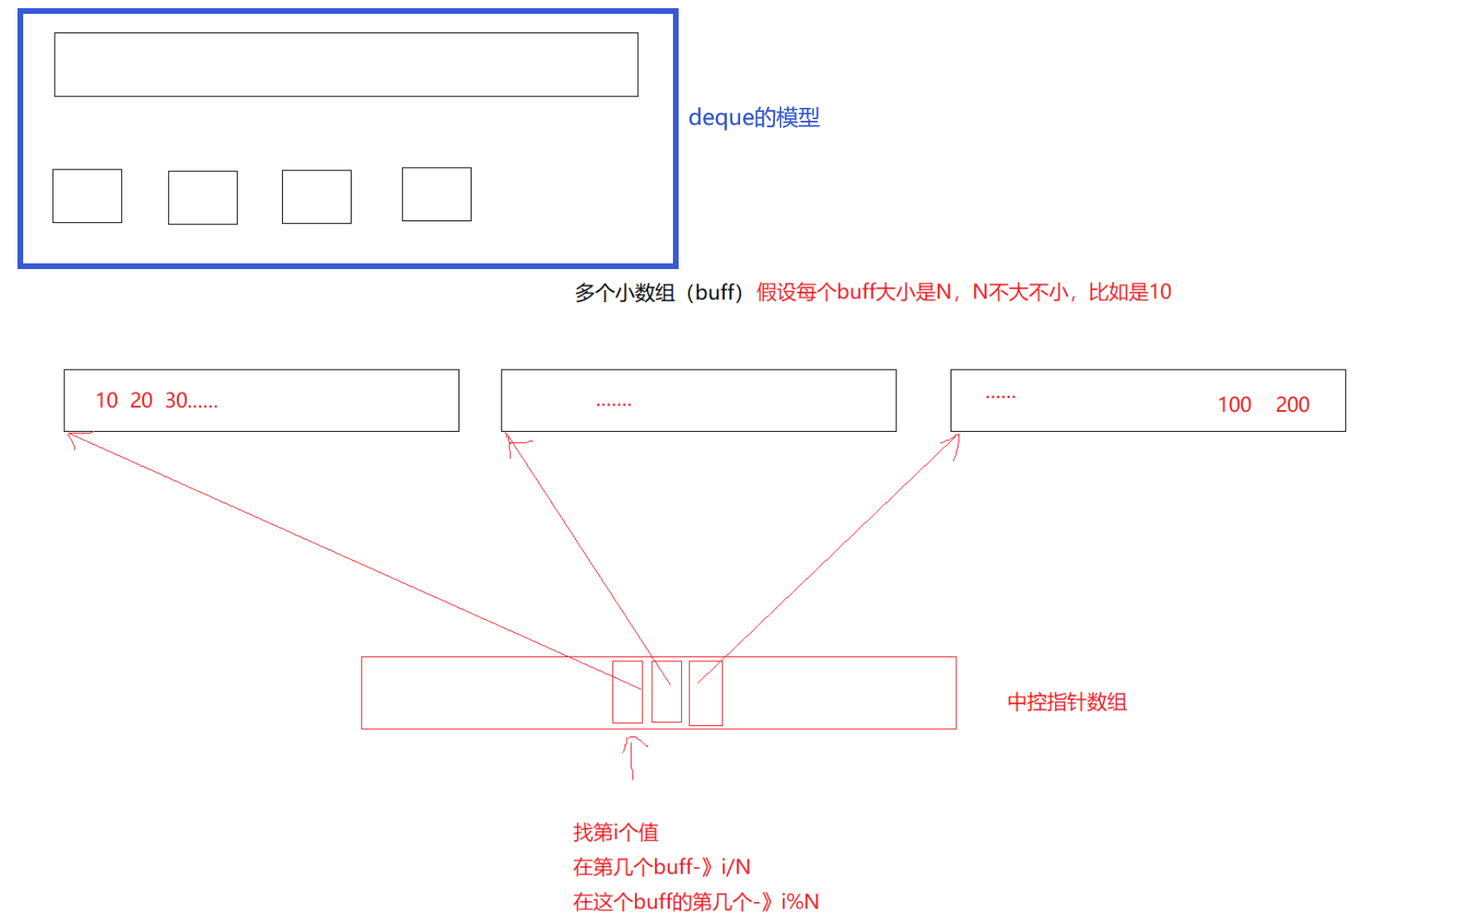 deque的模型
多个小数组（buff）假设每个buff大小是N，N不大不小，比如是10
10 20 30......
.......
......
100 200
中控指针数组
找第i个值
在第几个buff-》i/N
在这个buff的第几个-》i%N